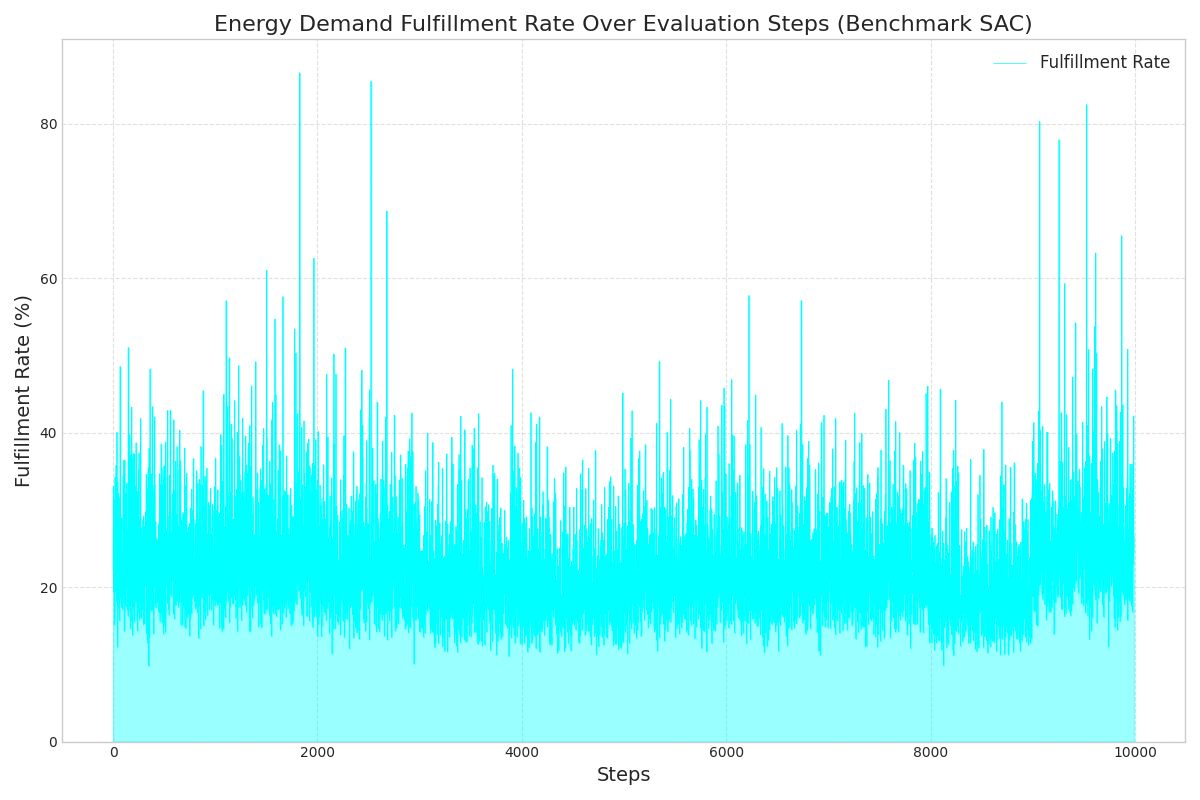 Energy Demand Fulfillment Rate Over Evaluation Steps (Benchmark SAC)
Fulfillment Rate
Fulfillment Rate (%)
80
60
40
20
0
0 2000 4000 6000 8000 10000
Steps